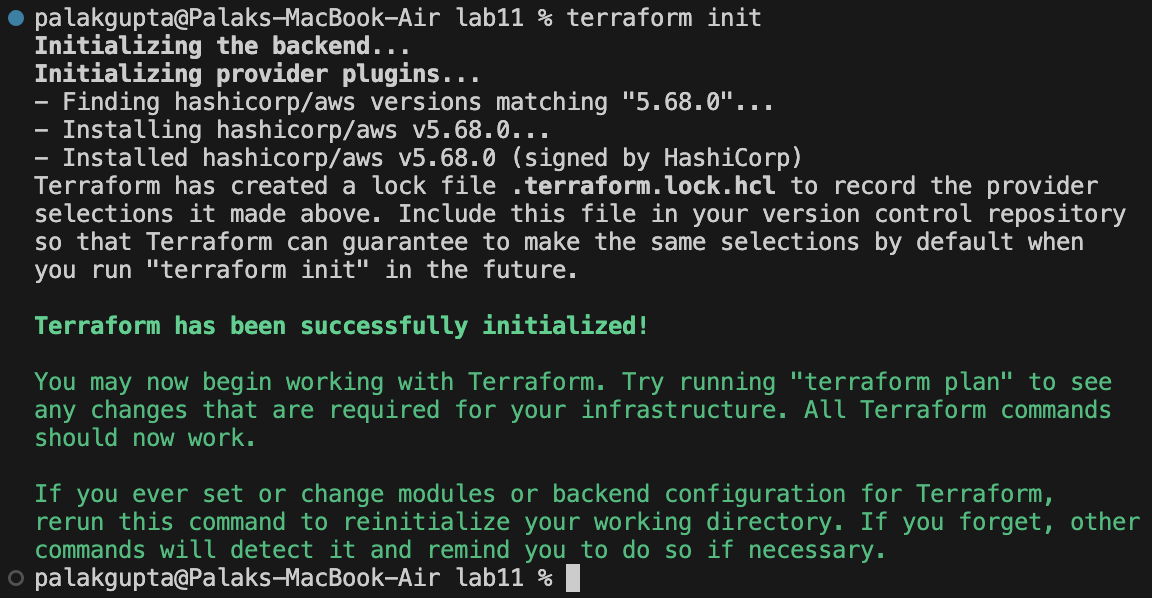 palakgupta@Palaks-MacBook-Air lab11 % terraform init
Initializing the backend...
Initializing provider plugins...
- Finding hashicorp/aws versions matching "5.68.0"...
- Installing hashicorp/aws v5.68.0...
- Installed hashicorp/aws v5.68.0 (signed by HashiCorp)
Terraform has created a lock file .terraform.lock.hcl to record the provider
selections it made above. Include this file in your version control repository
so that Terraform can guarantee to make the same selections by default when
you run "terraform init" in the future.
Terraform has been successfully initialized!
You may now begin working with Terraform. Try running "terraform plan" to see
any changes that are required for your infrastructure. All Terraform commands
should now work.
If you ever set or change modules or backend configuration for Terraform,
rerun this command to reinitialize your working directory. If you forget, other
commands will detect it and remind you to do so if necessary.
palakgupta@Palaks-MacBook-Air lab11 %